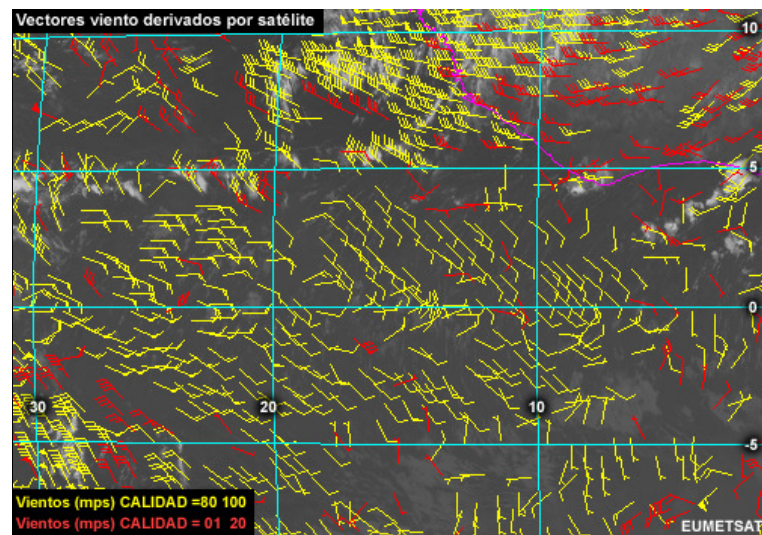 Vectores viento derivados por satélite
10
5
0
30
20
10
-5
Vientos (mps) CALIDAD =80 100
Vientos (mps) CALIDAD = 01 20
EUMETSAT